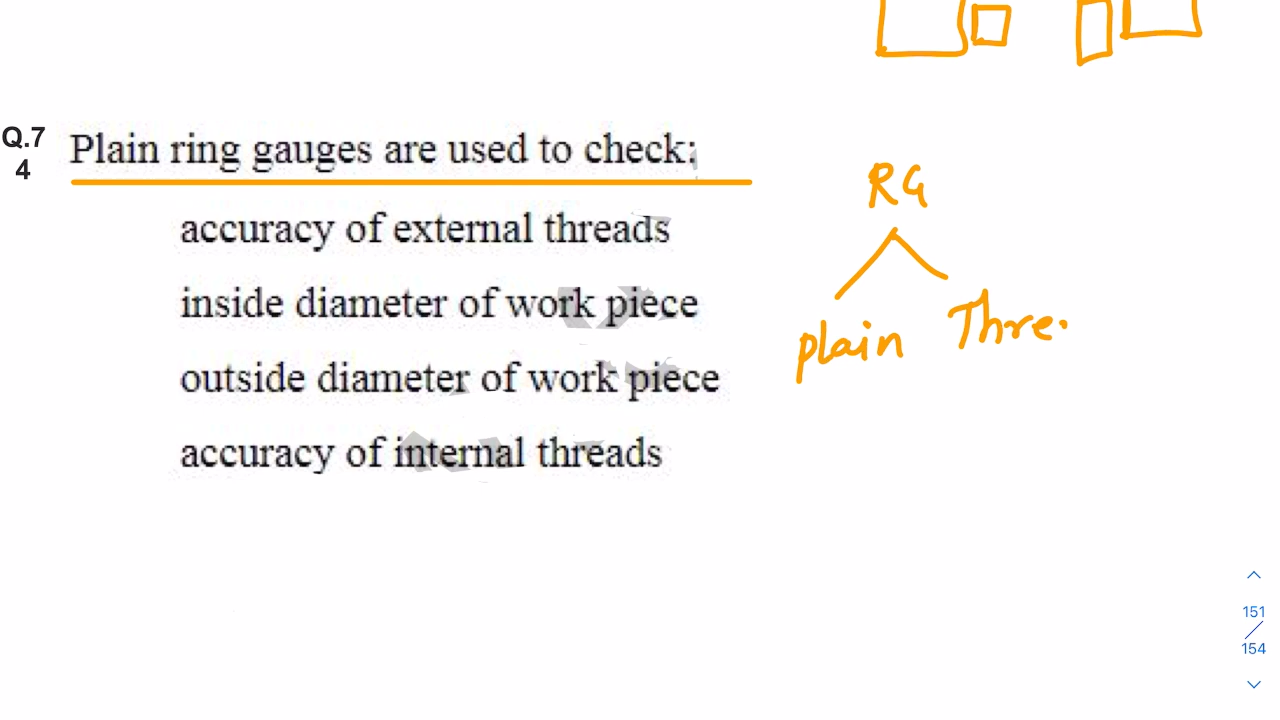 Q.7
4
Plain ring gauges are used to check:
accuracy of external threads
inside diameter of work piece
outside diameter of work piece
accuracy of internal threads
RG
plain Thre.
151
154